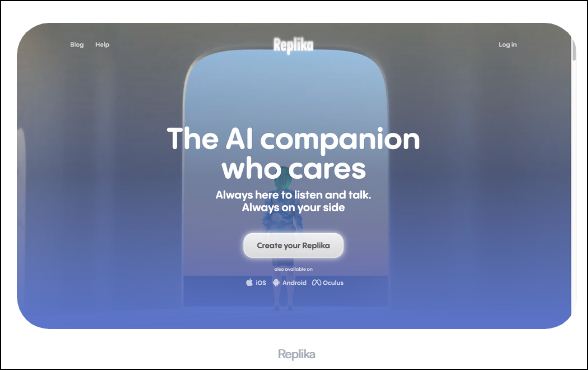 Blog Help Replika Log in
The AI companion
who cares
Always here to listen and talk.
Always on your side
Create your Replika
also available on
iOS Android Oculus
Replika